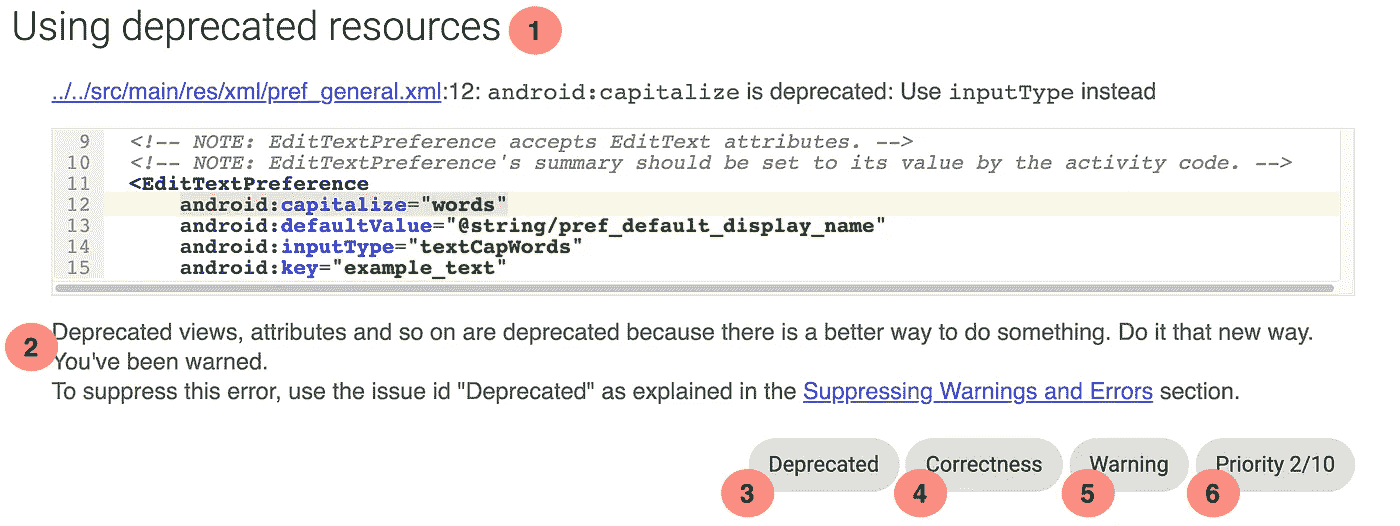 Using deprecated resources 1
../../src/main/res/xml/pref_general.xml:12: android:capitalize is deprecated: Use inputType instead
9 <!-- NOTE: EditTextPreference accepts EditText attributes. -->
10 <!-- NOTE: EditTextPreference's summary should be set to its value by the activity code. -->
11 <EditTextPreference
12 android:capitalize="words"
13 android:defaultValue="@string/pref_default_display_name"
14 android:inputType="textCapWords"
15 android:key="example_text"
2 Deprecated views, attributes and so on are deprecated because there is a better way to do something. Do it that new way.
You've been warned.
To suppress this error, use the issue id "Deprecated" as explained in the Suppressing Warnings and Errors section.
Deprecated Correctness Warning Priority 2/10
3 4 5 6